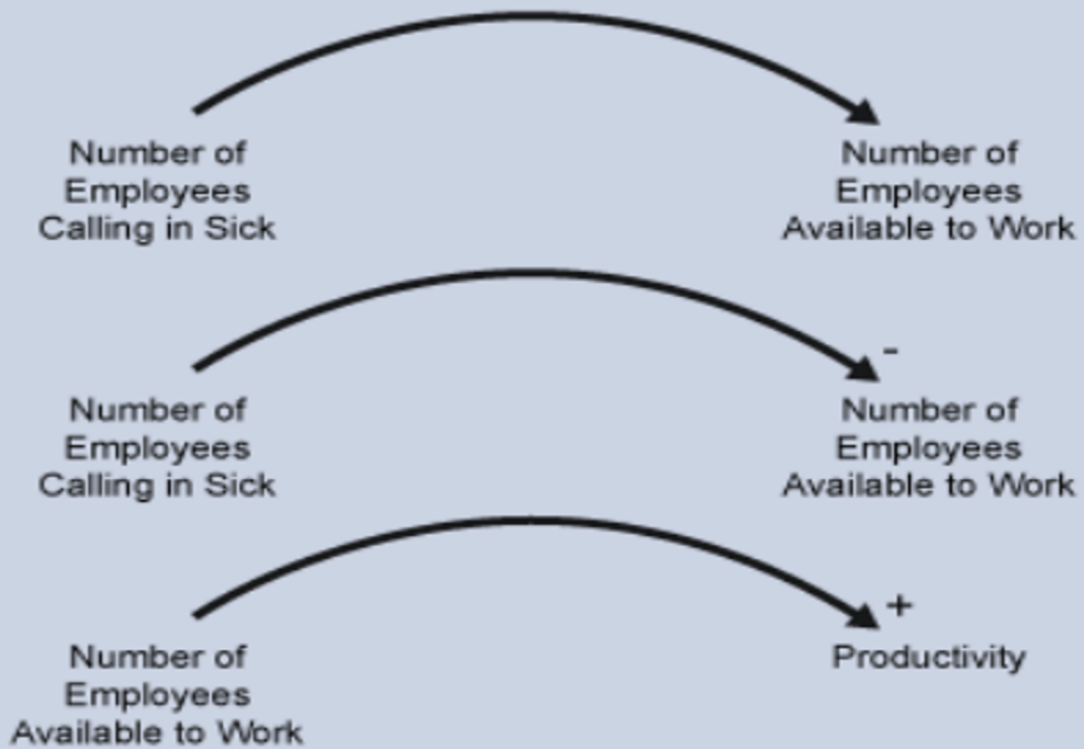 Number of
Employees
Calling in Sick
Number of
Employees
Available to Work
-
Number of
Employees
Calling in Sick
Number of
Employees
Available to Work
+
Number of
Employees
Available to Work
Productivity